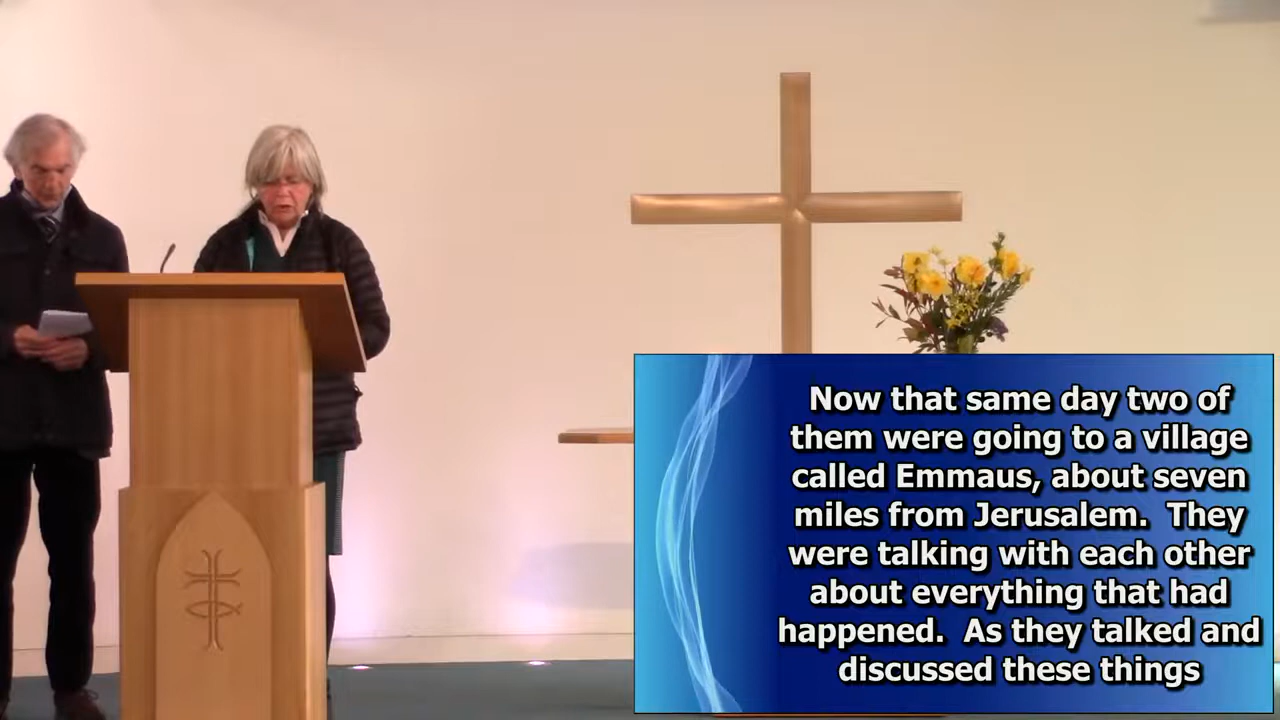 Now that same day two of
them were going to a village
called Emmaus, about seven
miles from Jerusalem.  They
were talking with each other
about everything that had
happened.  As they talked and
discussed these things